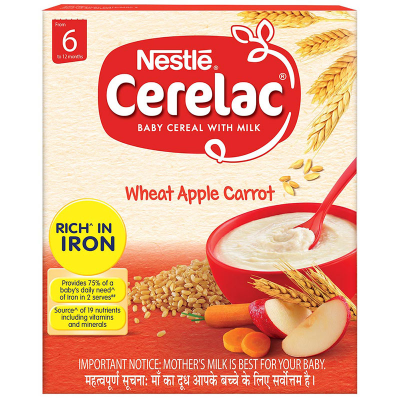 From
6
to 12 months
Nestlé®
Cerelac®
BABY CEREAL WITH MILK
Wheat Apple Carrot
RICH^ IN
IRON
Provides 75% of a
baby's daily need^
of Iron in 2 serves##
Source^ of 19 nutrients
including vitamins
and minerals
IMPORTANT NOTICE: MOTHER'S MILK IS BEST FOR YOUR BABY.
महत्वपूर्ण सूचना: माँ का दूध आपके बच्चे के लिए सर्वोत्तम है।